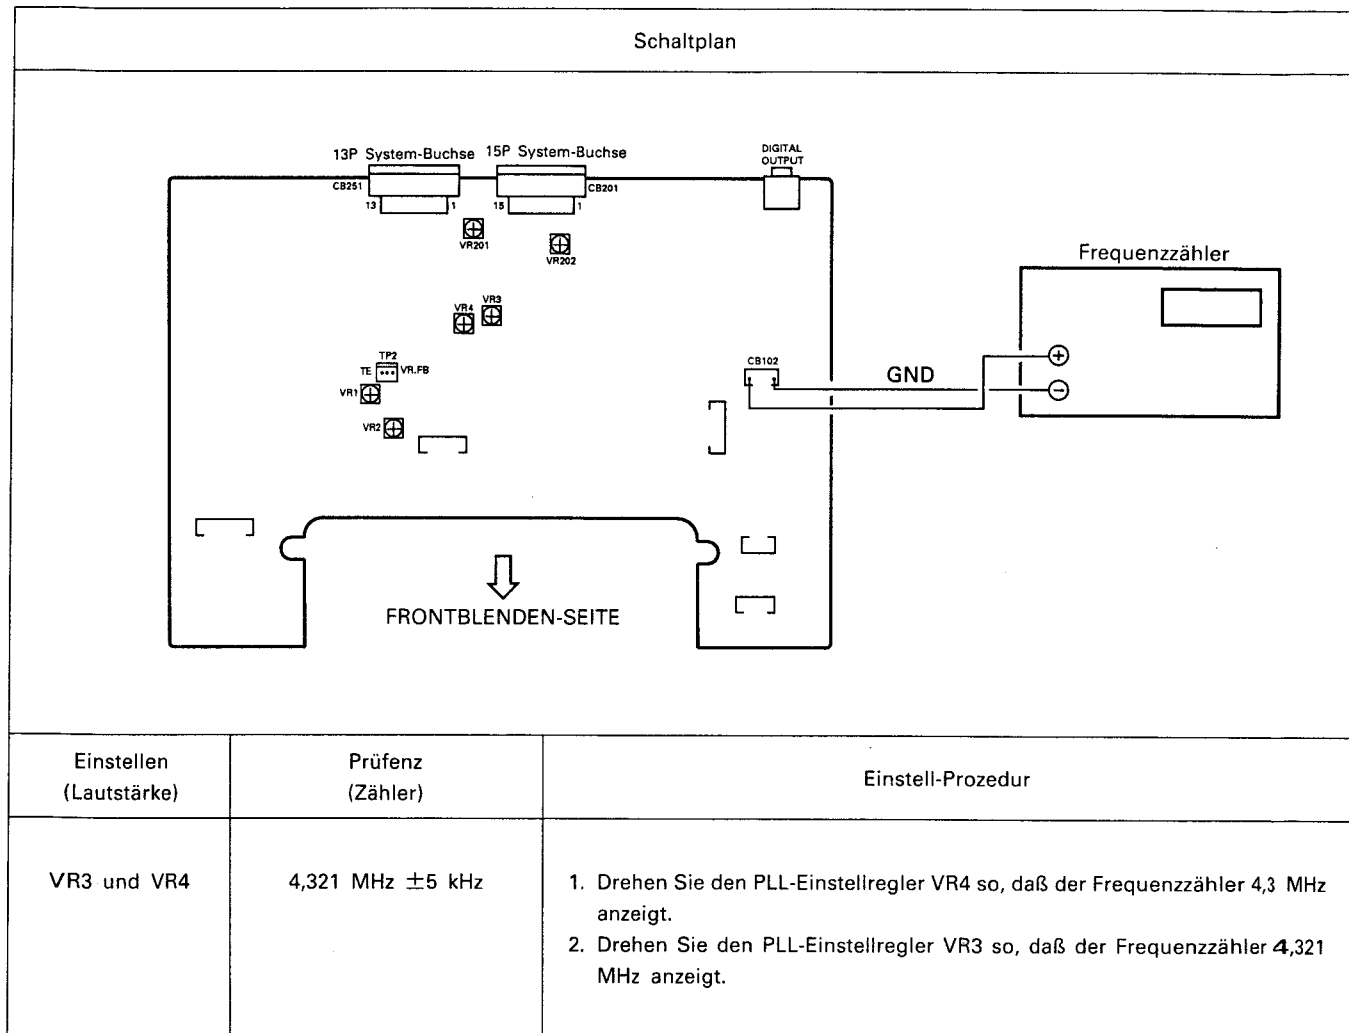 Schaltplan
13P System-Buchse 15P System-Buchse
DIGITAL
OUTPUT
CB251
CB201
13 1 15 1
VR201
VR202
Frequenzzähler
VR4 VR3
TP2
TE VR.FB
VR1
VR2
CB102
GND
+
−
FRONTBLENDEN-SEITE
Einstellen
(Lautstärke)
Prüfenz
(Zähler)
Einstell-Prozedur
VR3 und VR4
4,321 MHz ±5 kHz
1. Drehen Sie den PLL-Einstellregler VR4 so, daß der Frequenzzähler 4,3 MHz
anzeigt.
2. Drehen Sie den PLL-Einstellregler VR3 so, daß der Frequenzzähler 4,321
MHz anzeigt.